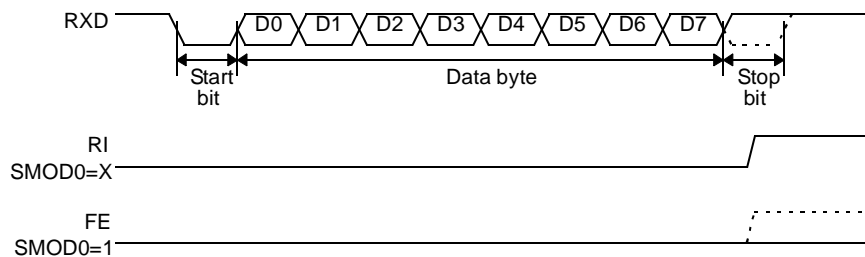 RXD D0 D1 D2 D3 D4 D5 D6 D7
Start Data byte Stop
bit bit
RI
SMOD0=X
FE
SMOD0=1